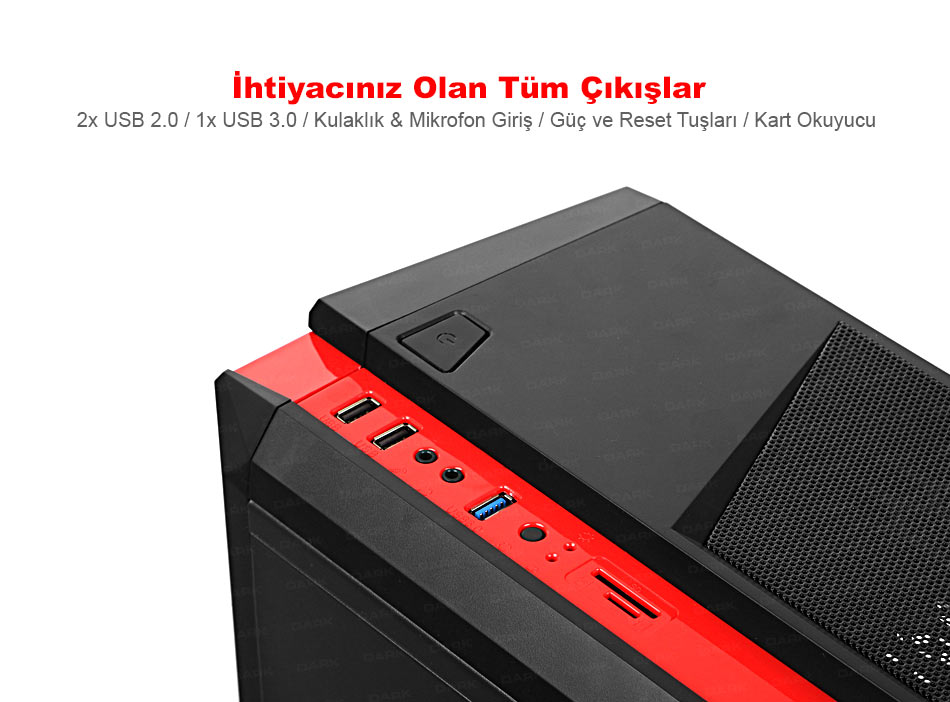 İhtiyacınız Olan Tüm Çıkışlar
2x USB 2.0 / 1x USB 3.0 / Kulaklık & Mikrofon Giriş / Güç ve Reset Tuşları / Kart Okuyucu
DARK